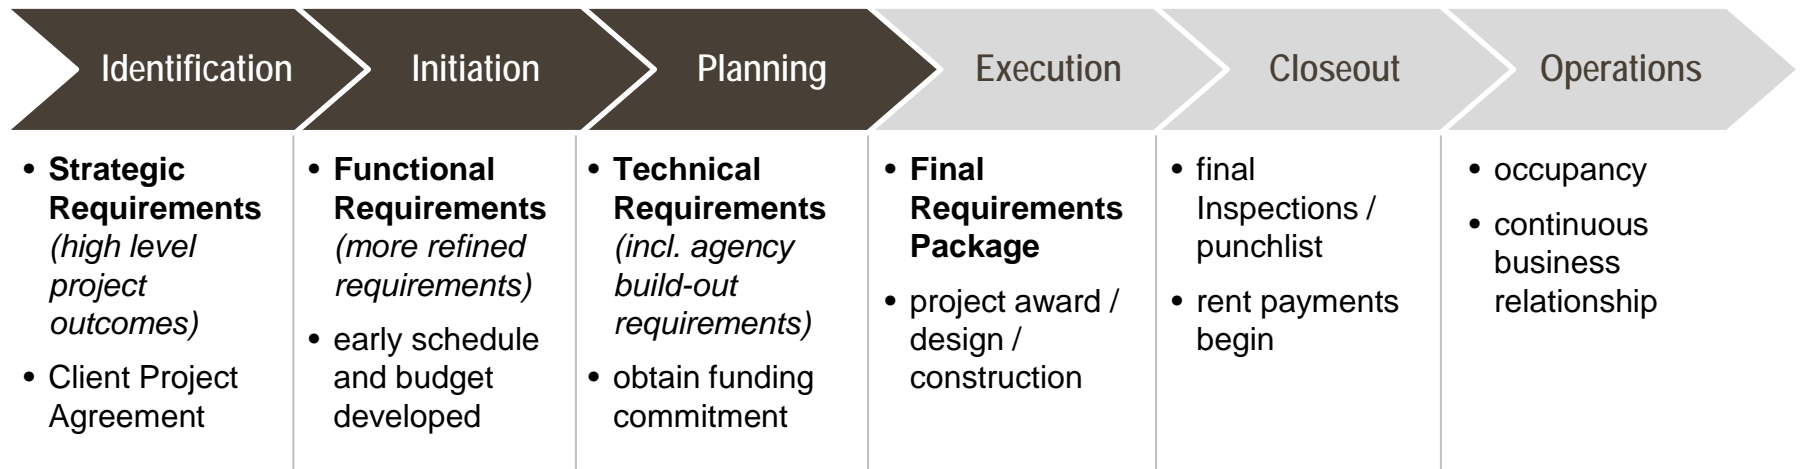 Identification
Initiation
Planning
Execution
Closeout
Operations
• Strategic
Requirements
(high level
project
outcomes)
• Client Project
Agreement
• Functional
Requirements
(more refined
requirements)
• early schedule
and budget
developed
• Technical
Requirements
(incl. agency
build-out
requirements)
• obtain funding
commitment
• Final
Requirements
Package
• project award /
design /
construction
• final
Inspections /
punchlist
• rent payments
begin
• occupancy
• continuous
business
relationship